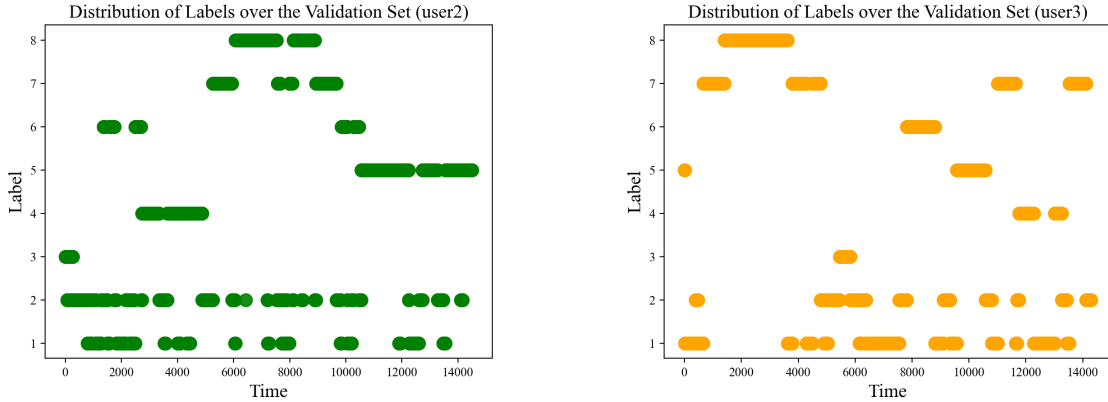 Distribution of Labels over the Validation Set (user2)
8
7
6
5
4
3
2
1
Label
0 2000 4000 6000 8000 10000 12000 14000
Time
Distribution of Labels over the Validation Set (user3)
8
7
6
5
4
3
2
1
Label
0 2000 4000 6000 8000 10000 12000 14000
Time